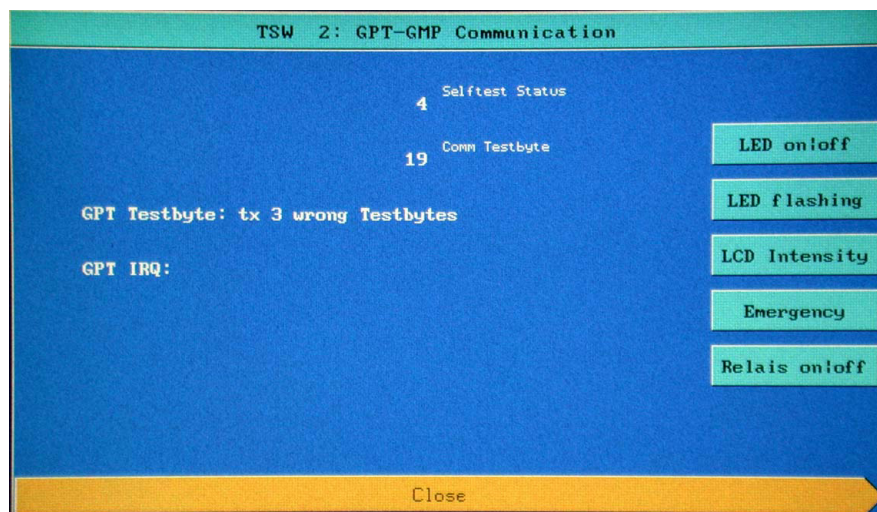 TSW 2: GPT-GMP Communication
4 Selftest Status
19 Comm Testbyte
LED on¦off
LED flashing
GPT Testbyte: tx 3 wrong Testbytes
LCD Intensity
GPT IRQ:
Emergency
Relais on¦off
Close